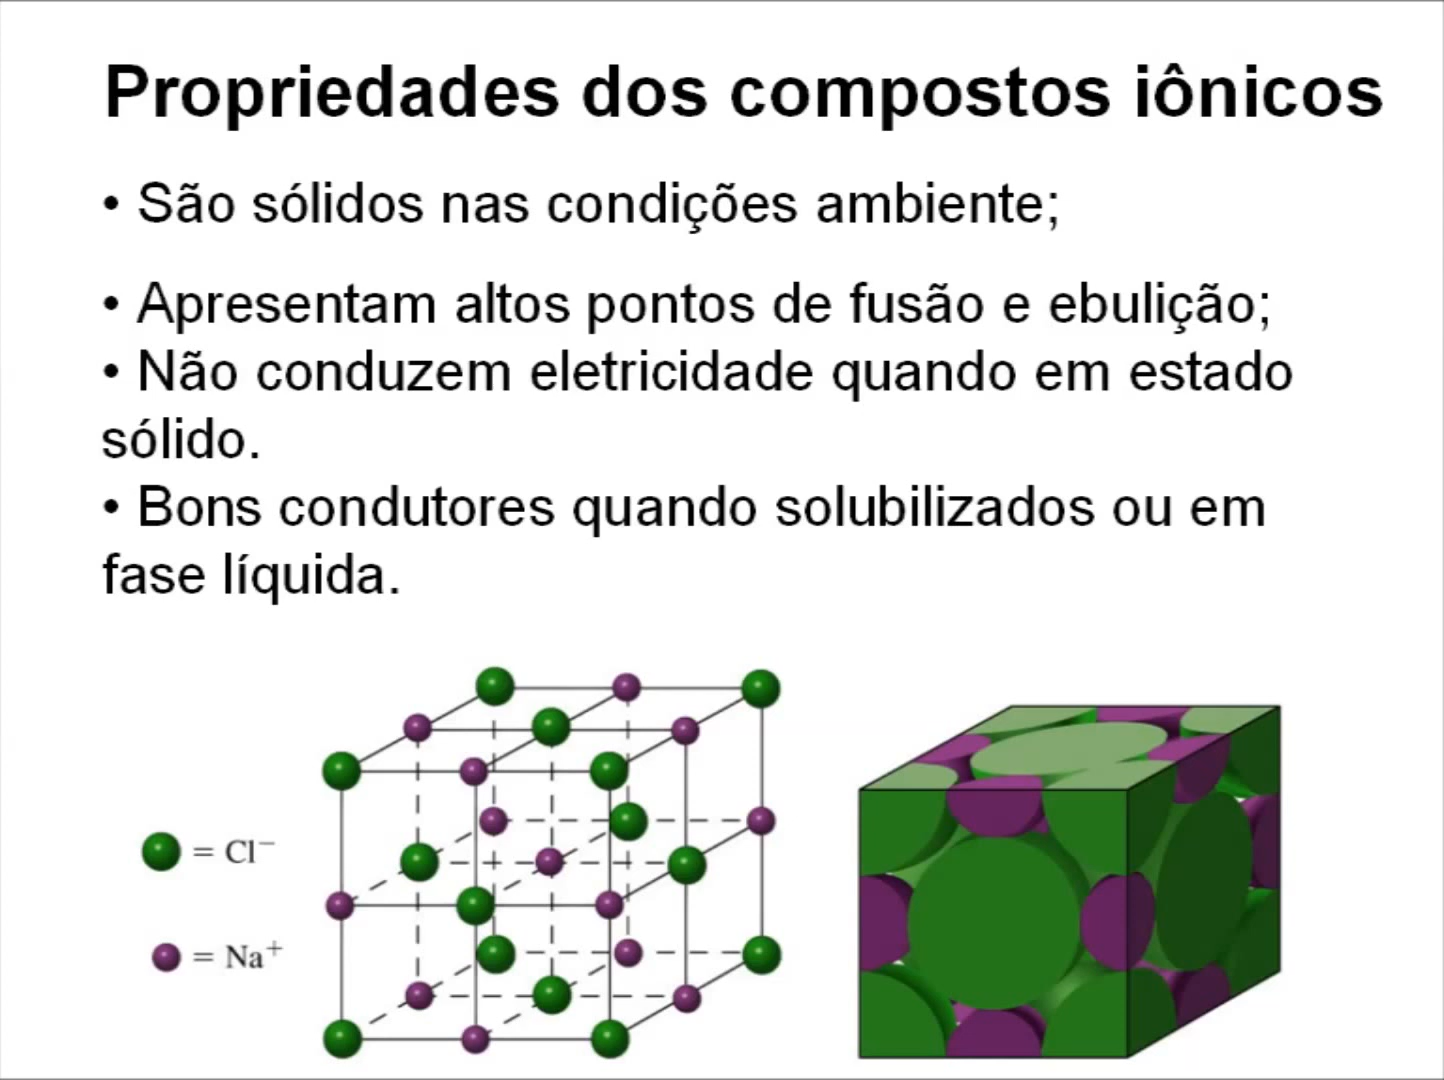 Propriedades dos compostos iônicos
• São sólidos nas condições ambiente;
• Apresentam altos pontos de fusão e ebulição;
• Não conduzem eletricidade quando em estado
sólido.
• Bons condutores quando solubilizados ou em
fase líquida.
= Cl⁻
= Na⁺